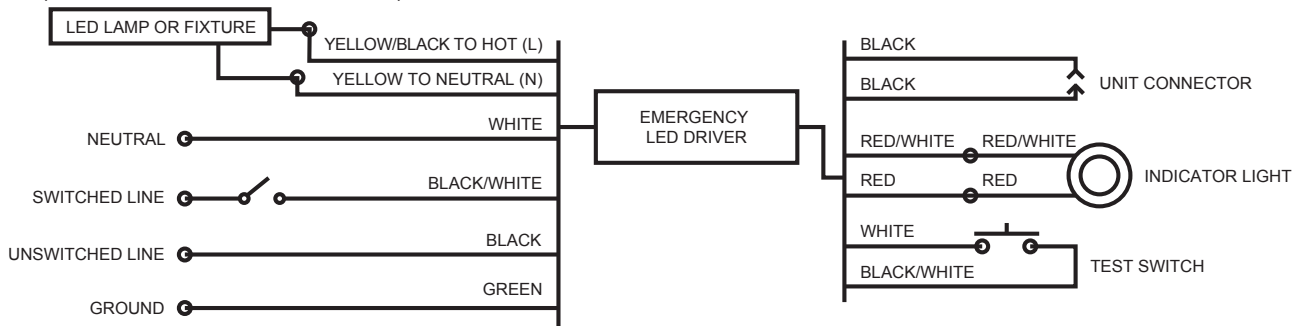 LED LAMP OR FIXTURE
YELLOW/BLACK TO HOT (L)
YELLOW TO NEUTRAL (N)
NEUTRAL
WHITE
SWITCHED LINE
BLACK/WHITE
UNSWITCHED LINE
BLACK
GROUND
GREEN
EMERGENCY
LED DRIVER
BLACK
BLACK
UNIT CONNECTOR
RED/WHITE
RED/WHITE
RED
RED
INDICATOR LIGHT
WHITE
BLACK/WHITE
TEST SWITCH